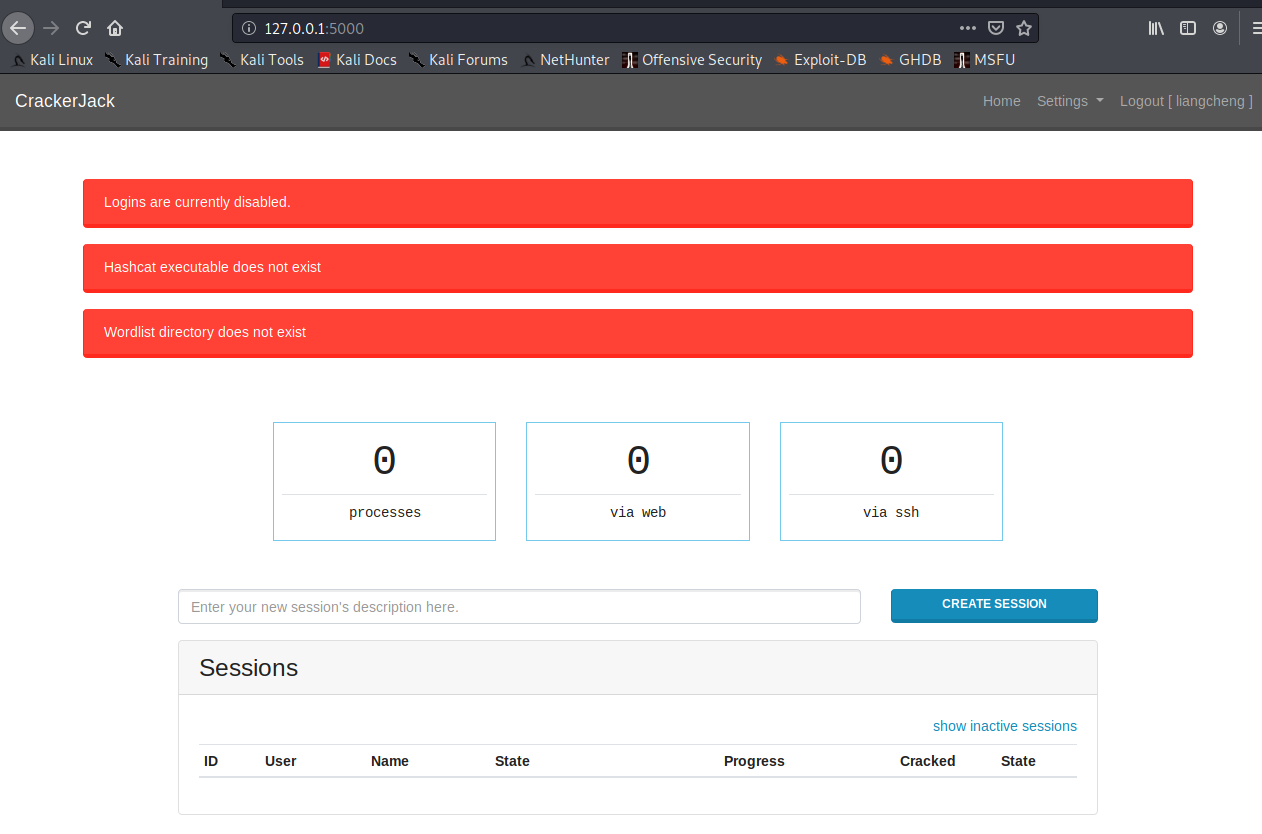 127.0.0.1:5000
Kali Linux Kali Training Kali Tools Kali Docs Kali Forums NetHunter Offensive Security Exploit-DB GHDB MSFU
CrackerJack Home Settings Logout [ liangcheng ]
Logins are currently disabled.
Hashcat executable does not exist
Wordlist directory does not exist
0 0 0
processes via web via ssh
Enter your new session's description here. CREATE SESSION
Sessions
show inactive sessions
ID User Name State Progress Cracked State